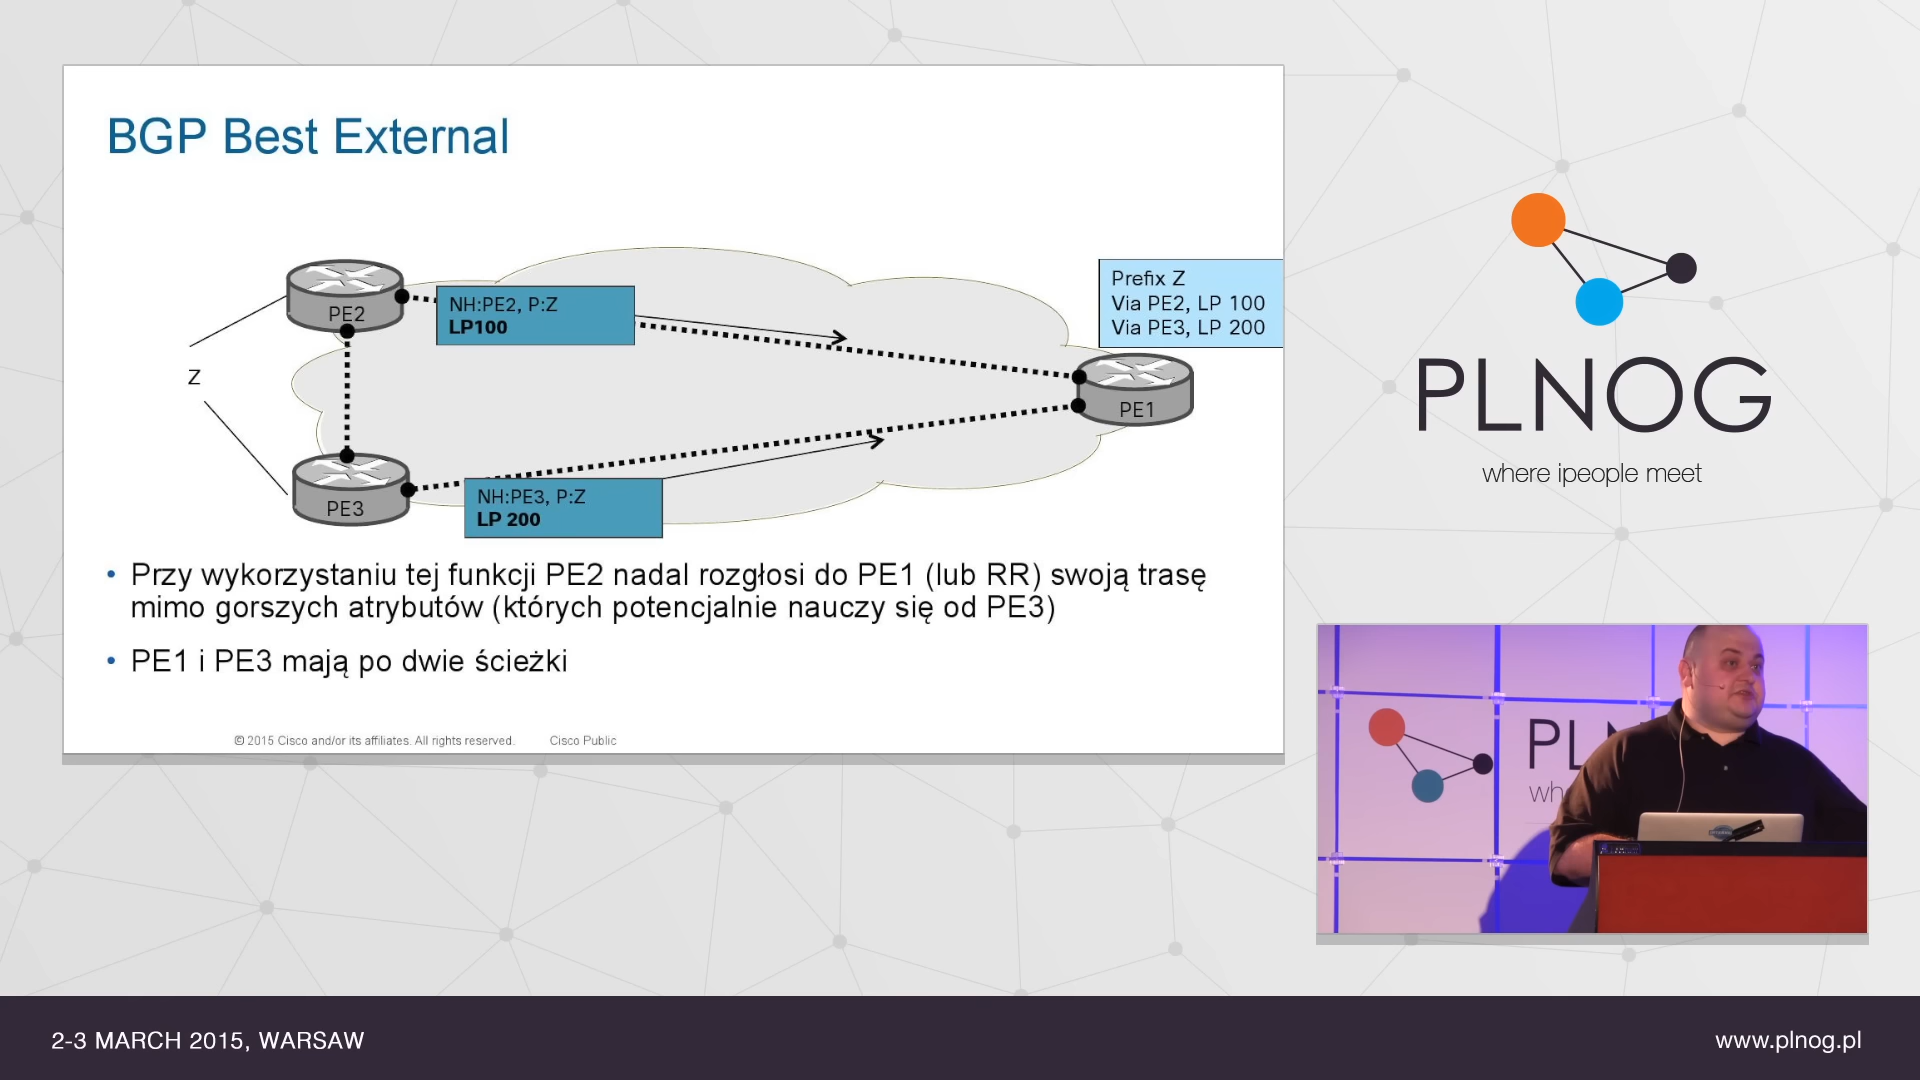 BGP Best External
Prefix Z
Via PE2, LP 100
Via PE3, LP 200
NH:PE2, P:Z
LP100
PE2
Z
PE1
NH:PE3, P:Z
LP 200
PE3
• Przy wykorzystaniu tej funkcji PE2 nadal rozgłosi do PE1 (lub RR) swoją trasę
mimo gorszych atrybutów (których potencjalnie nauczy się od PE3)
• PE1 i PE3 mają po dwie ścieżki
© 2015 Cisco and/or its affiliates. All rights reserved. Cisco Public
PLNOG
where ipeople meet
PLN
wh
2-3 MARCH 2015, WARSAW
www.plnog.pl